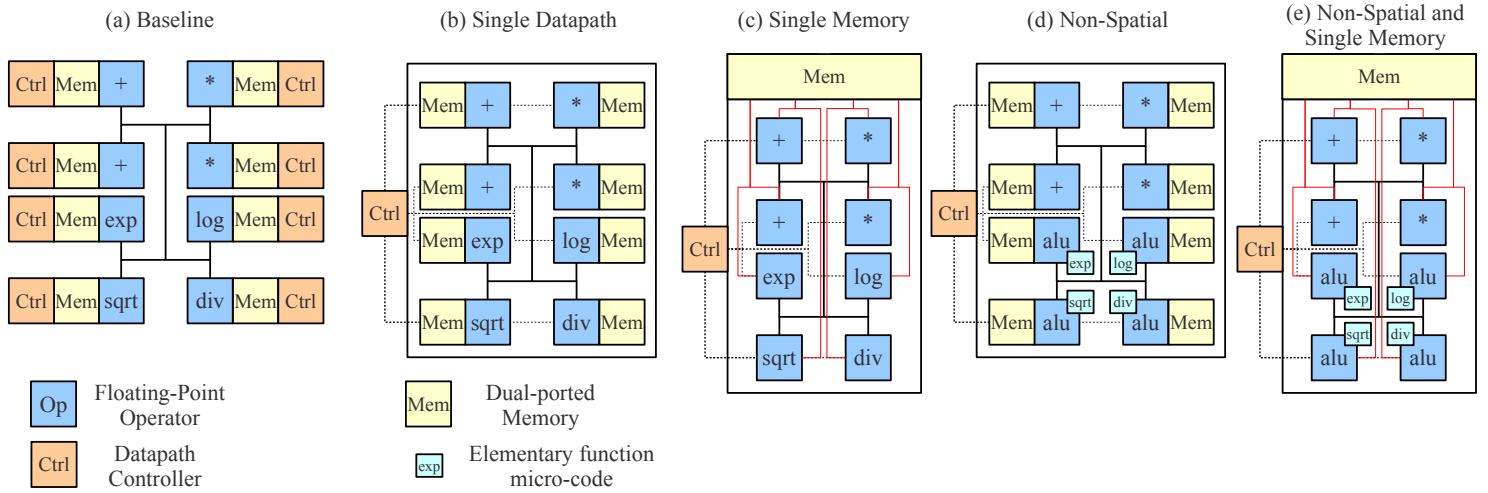 (a) Baseline
Ctrl Mem + * Mem Ctrl
Ctrl Mem + * Mem Ctrl
Ctrl Mem exp log Mem Ctrl
Ctrl Mem sqrt div Mem Ctrl
(b) Single Datapath
Mem + * Mem
Mem + * Mem
Ctrl
Mem exp log Mem
Mem sqrt div Mem
(c) Single Memory
Mem
+ *
+ *
Ctrl
exp log
sqrt div
(d) Non-Spatial
Mem + * Mem
Mem + * Mem
Ctrl
Mem alu alu Mem
exp log
sqrt div
Mem alu alu Mem
(e) Non-Spatial and
Single Memory
Mem
+ *
+ *
Ctrl
alu alu
exp log
sqrt div
alu alu
Op Floating-Point
Operator
Ctrl Datapath
Controller
Mem Dual-ported
Memory
exp Elementary function
micro-code